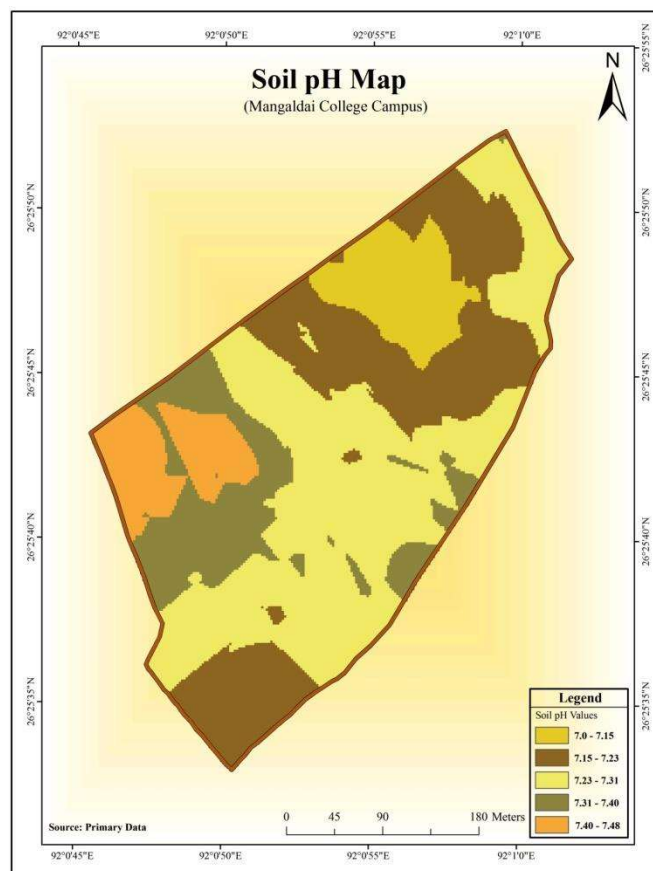 92°0'45"E 92°0'50"E 92°0'55"E 92°1'0"E
26°25'55"N
Soil pH Map
(Mangaldai College Campus)
N
26°25'50"N 26°25'50"N
26°25'45"N 26°25'45"N
26°25'40"N 26°25'40"N
26°25'35"N 26°25'35"N
Legend
Soil pH Values
7.0 - 7.15
7.15 - 7.23
7.23 - 7.31
7.31 - 7.40
7.40 - 7.48
0 45 90 180 Meters
Source: Primary Data
92°0'45"E 92°0'50"E 92°0'55"E 92°1'0"E